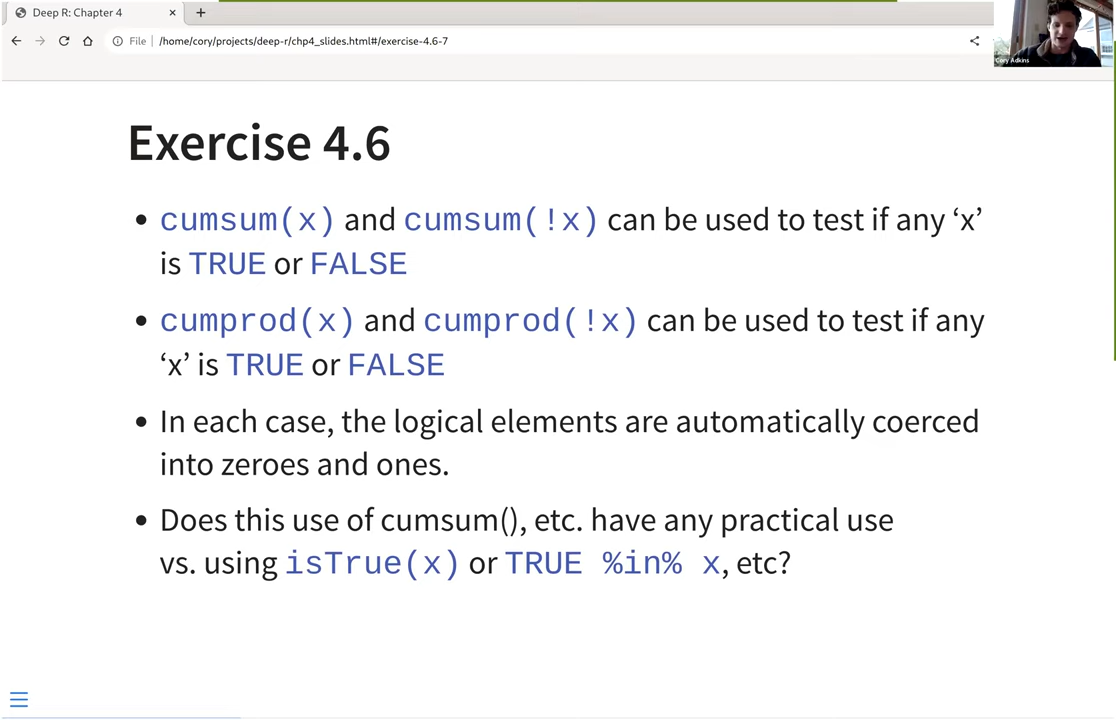 Deep R: Chapter 4
File
/home/cory/projects/deep-r/chp4_slides.html#/exercise-4.6-7
Cory Adkins
Exercise 4.6
• cumsum(x) and cumsum(!x) can be used to test if any ‘x’
is TRUE or FALSE
• cumprod(x) and cumprod(!x) can be used to test if any
‘x’ is TRUE or FALSE
• In each case, the logical elements are automatically coerced
into zeroes and ones.
• Does this use of cumsum(), etc. have any practical use
vs. using isTrue(x) or TRUE %in% x, etc?